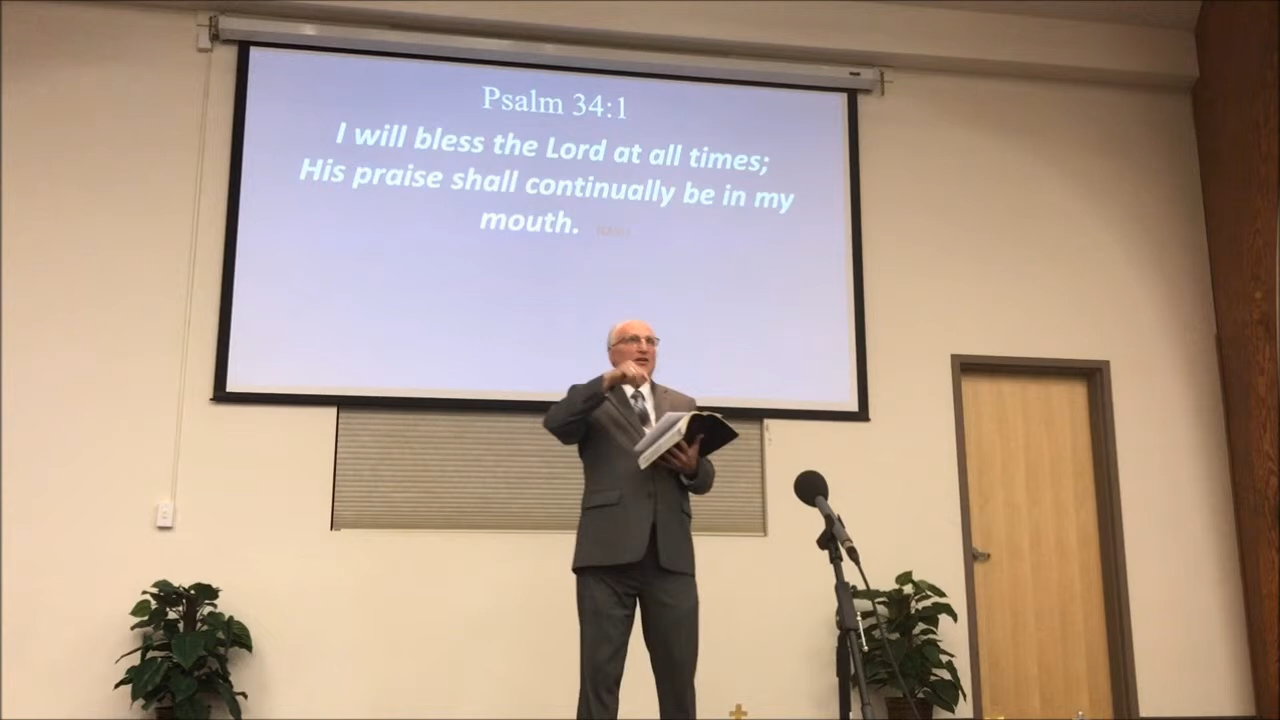 Psalm 34:1
I will bless the Lord at all times;
His praise shall continually be in my
mouth.